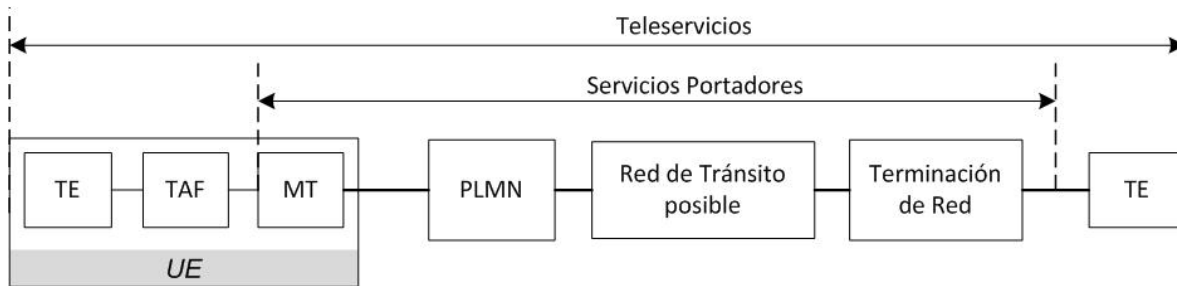 Teleservicios
Servicios Portadores
TE
TAF
MT
PLMN
Red de Tránsito
posible
Terminación
de Red
TE
UE